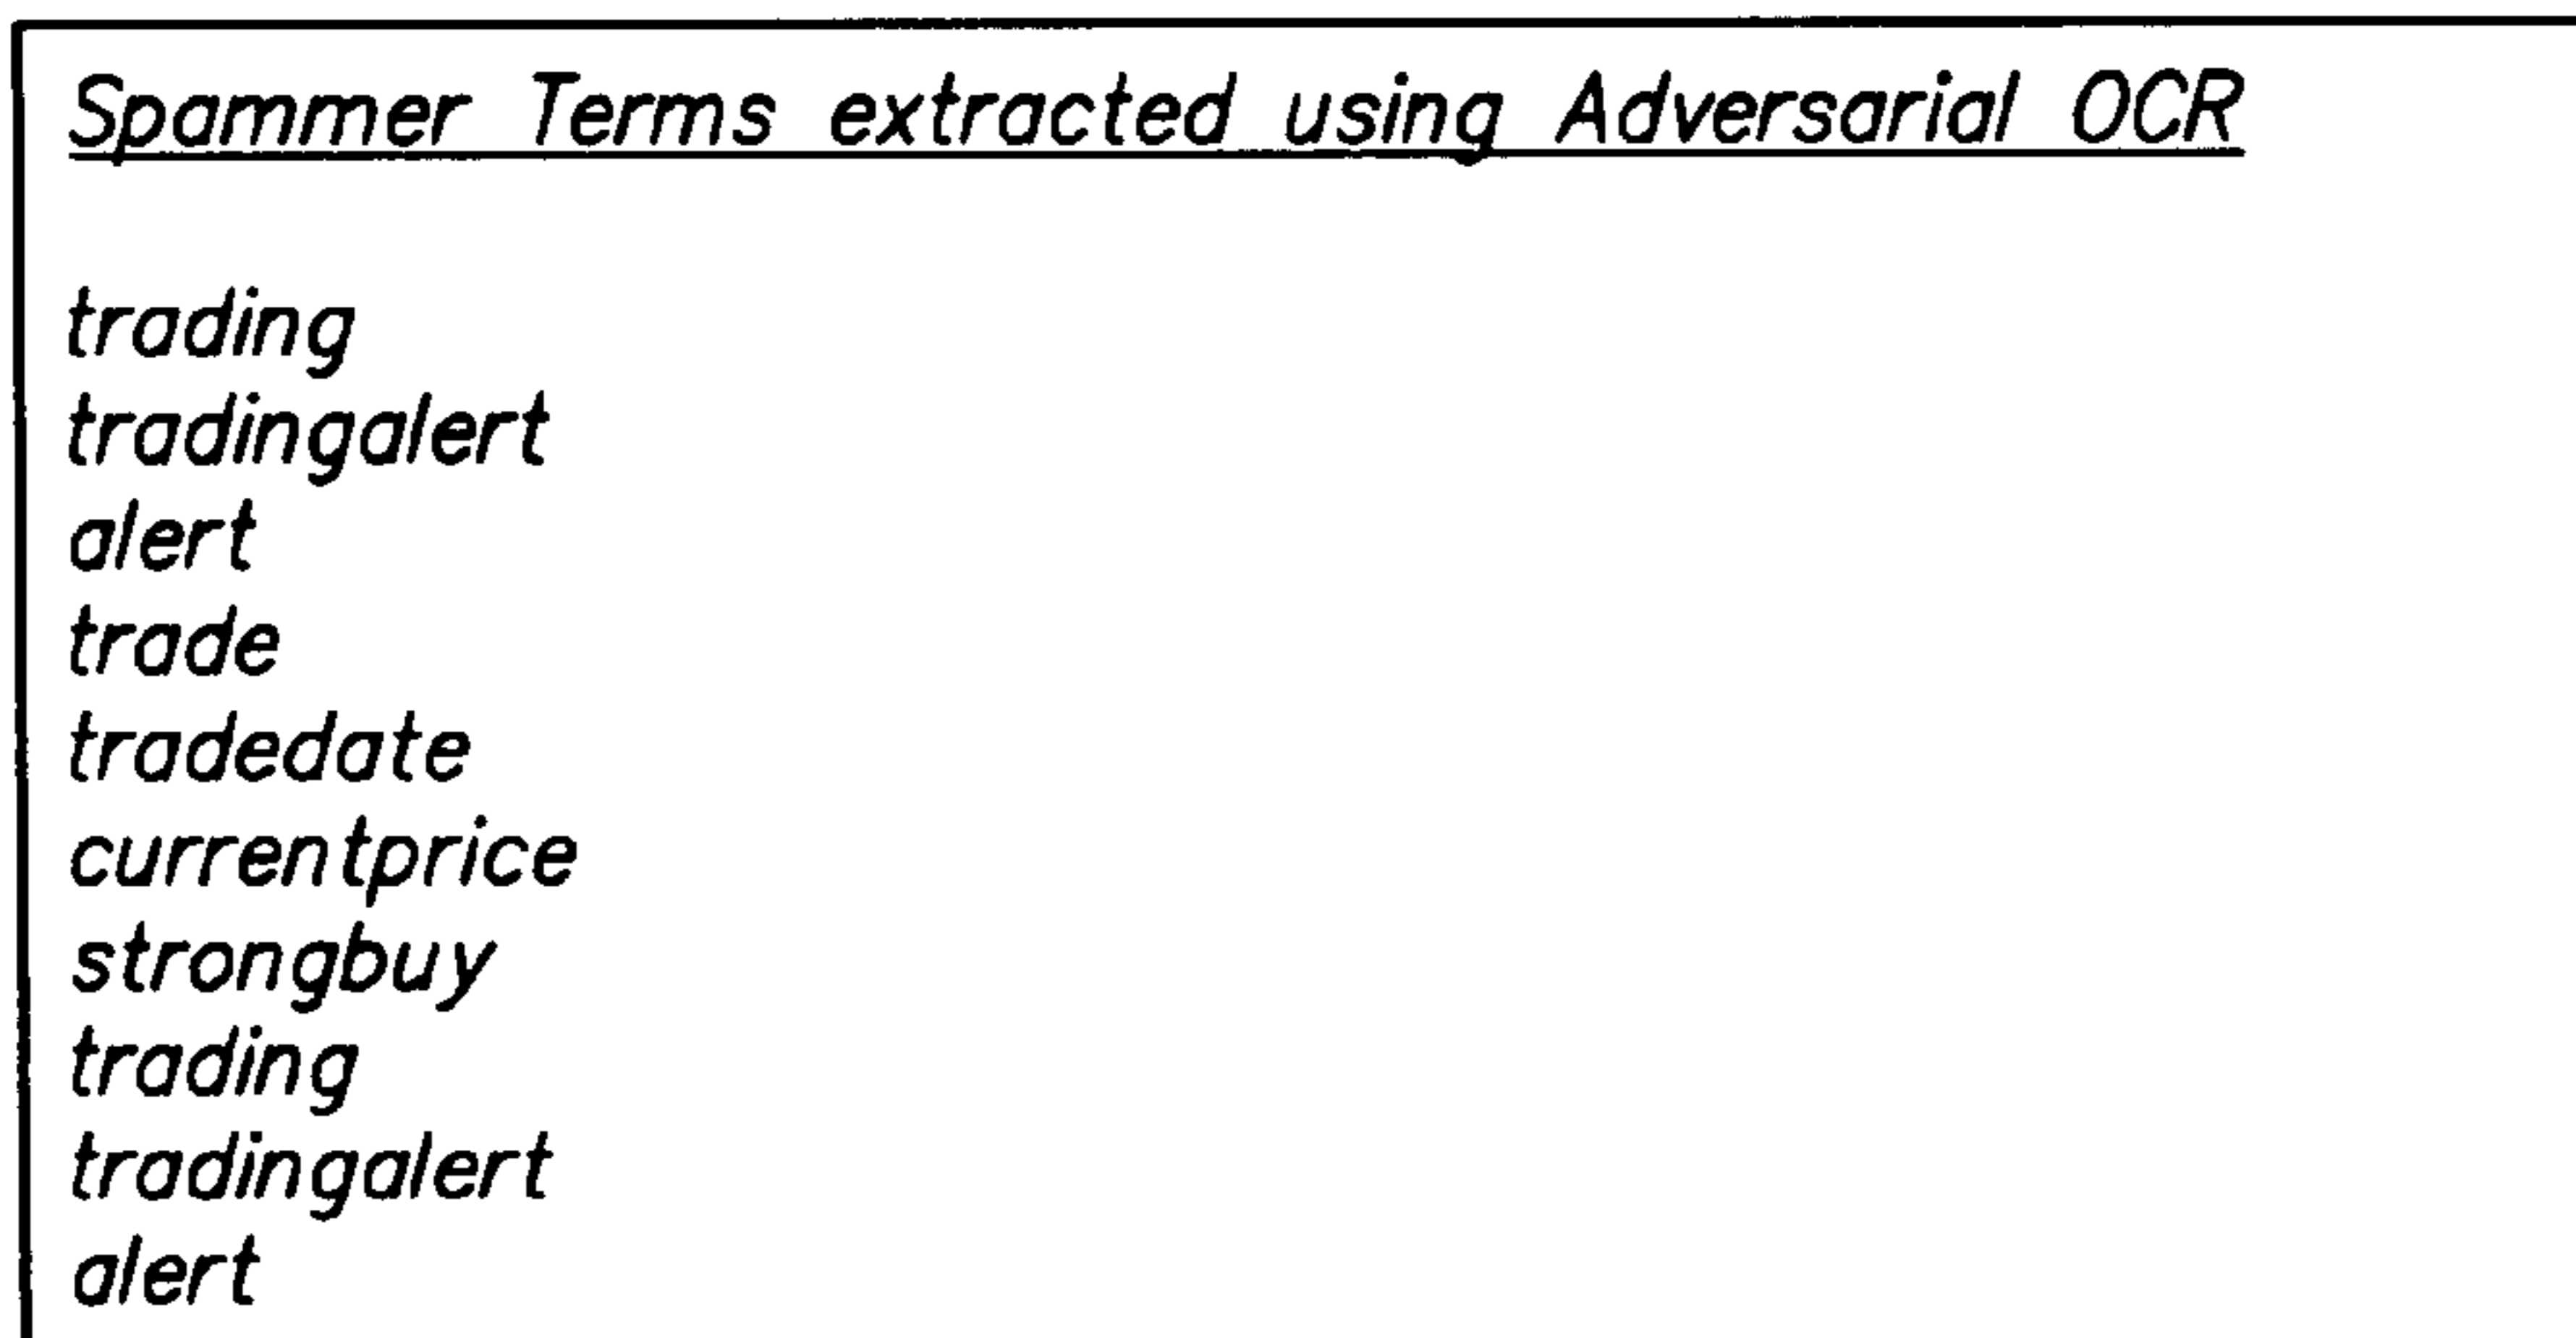 Spammer Terms extracted using Adversarial OCR
trading
tradingalert
alert
trade
tradedate
currentprice
strongbuy
trading
tradingalert
alert